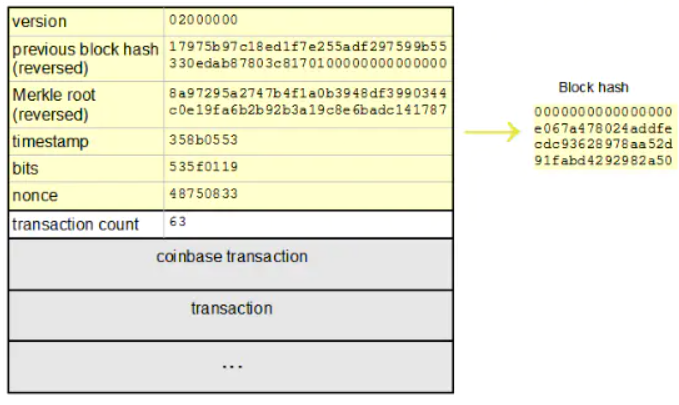 version 02000000
previous block hash 17975b97c18ed1f7e255adf297599b55
(reversed) 330edab87803c8170100000000000000
Merkle root 8a97295a2747b4f1a0b3948df3990344
(reversed) c0e19fa6b2b92b3a19c8e6badc141787
timestamp 358b0553
bits 535f0119
nonce 48750833
transaction count 63
coinbase transaction
transaction
...
Block hash
0000000000000000
e067a478024addfe
cdc93628978aa52d
91fabd4292982a50